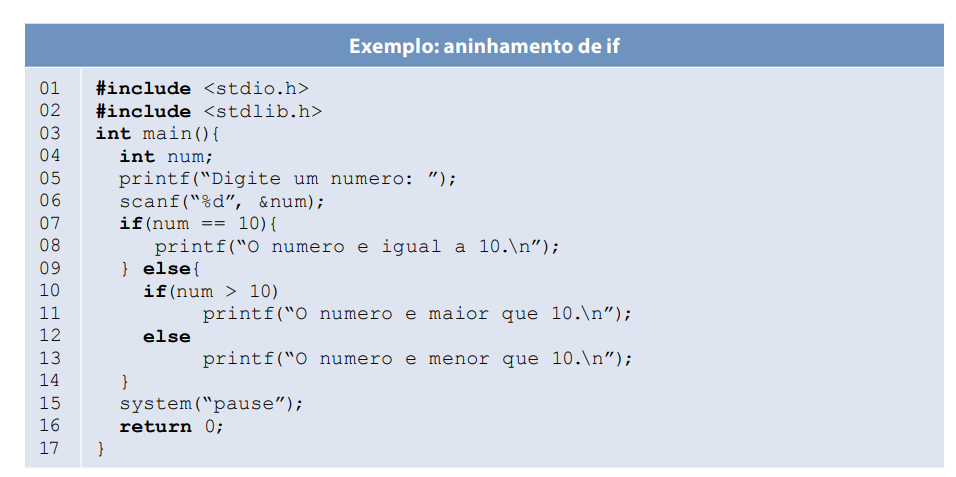 Exemplo: aninhamento de if
01 #include <stdio.h>
02 #include <stdlib.h>
03 int main(){
04 int num;
05 printf(“Digite um numero: ”);
06 scanf(“%d”, &num);
07 if(num == 10){
08 printf(“O numero e igual a 10.\n”);
09 } else{
10 if(num > 10)
11 printf(“O numero e maior que 10.\n”);
12 else
13 printf(“O numero e menor que 10.\n”);
14 }
15 system(“pause”);
16 return 0;
17 }